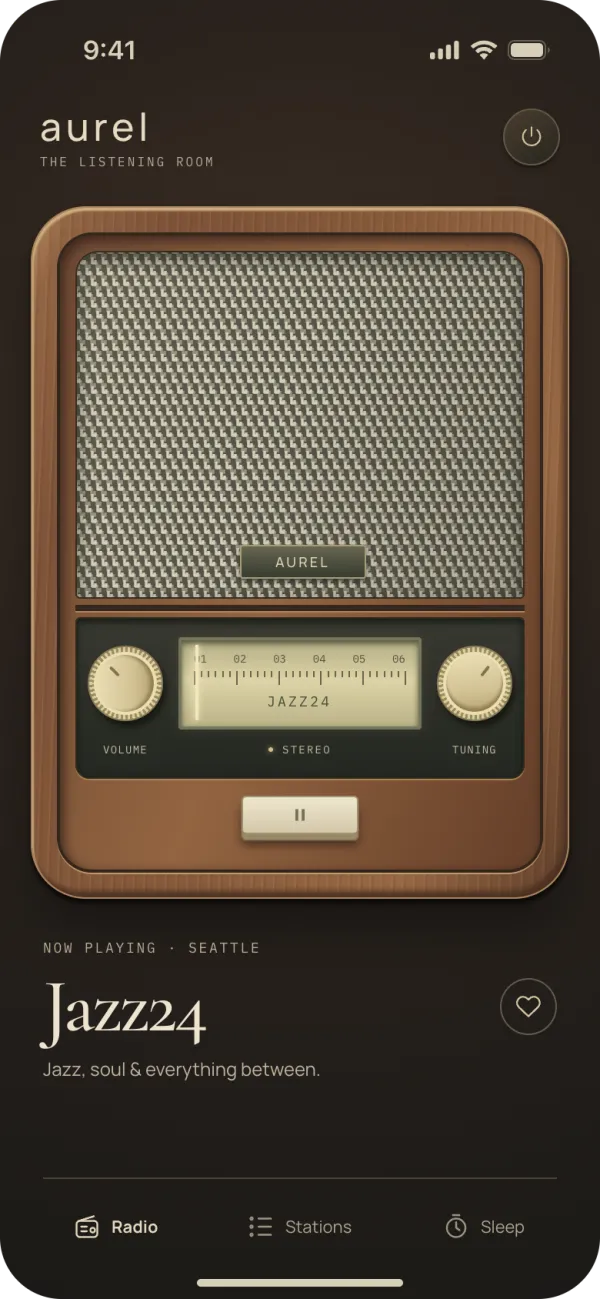 9:41
aurel
THE LISTENING ROOM
AUREL
01 02 03 04 05 06
JAZZ24
VOLUME
STEREO
TUNING
NOW PLAYING · SEATTLE
Jazz24
Jazz, soul & everything between.
Radio
Stations
Sleep